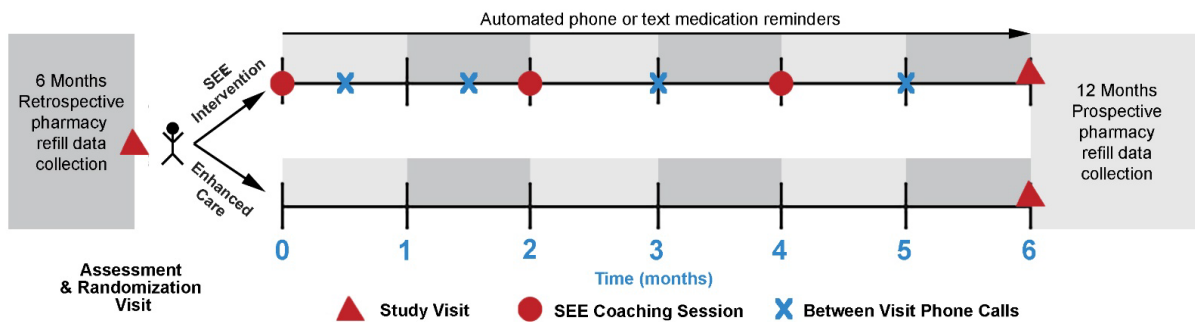 Automated phone or text medication reminders
6 Months
Retrospective
pharmacy
refill data
collection
SEE
Intervention
Enhanced
Care
12 Months
Prospective
pharmacy
refill data
collection
0 1 2 3 4 5 6
Time (months)
Assessment
& Randomization
Visit
Study Visit SEE Coaching Session Between Visit Phone Calls